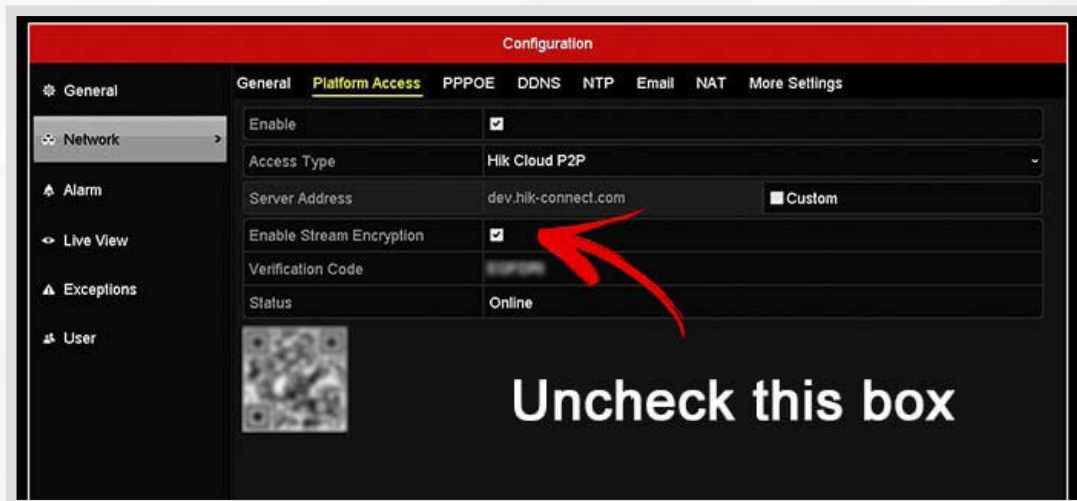 Configuration
General
Network
Alarm
Live View
Exceptions
User
General Platform Access PPPOE DDNS NTP Email NAT More Settings
Enable
Access Type Hik Cloud P2P
Server Address dev.hik-connect.com Custom
Enable Stream Encryption
Verification Code
Status Online
Uncheck this box